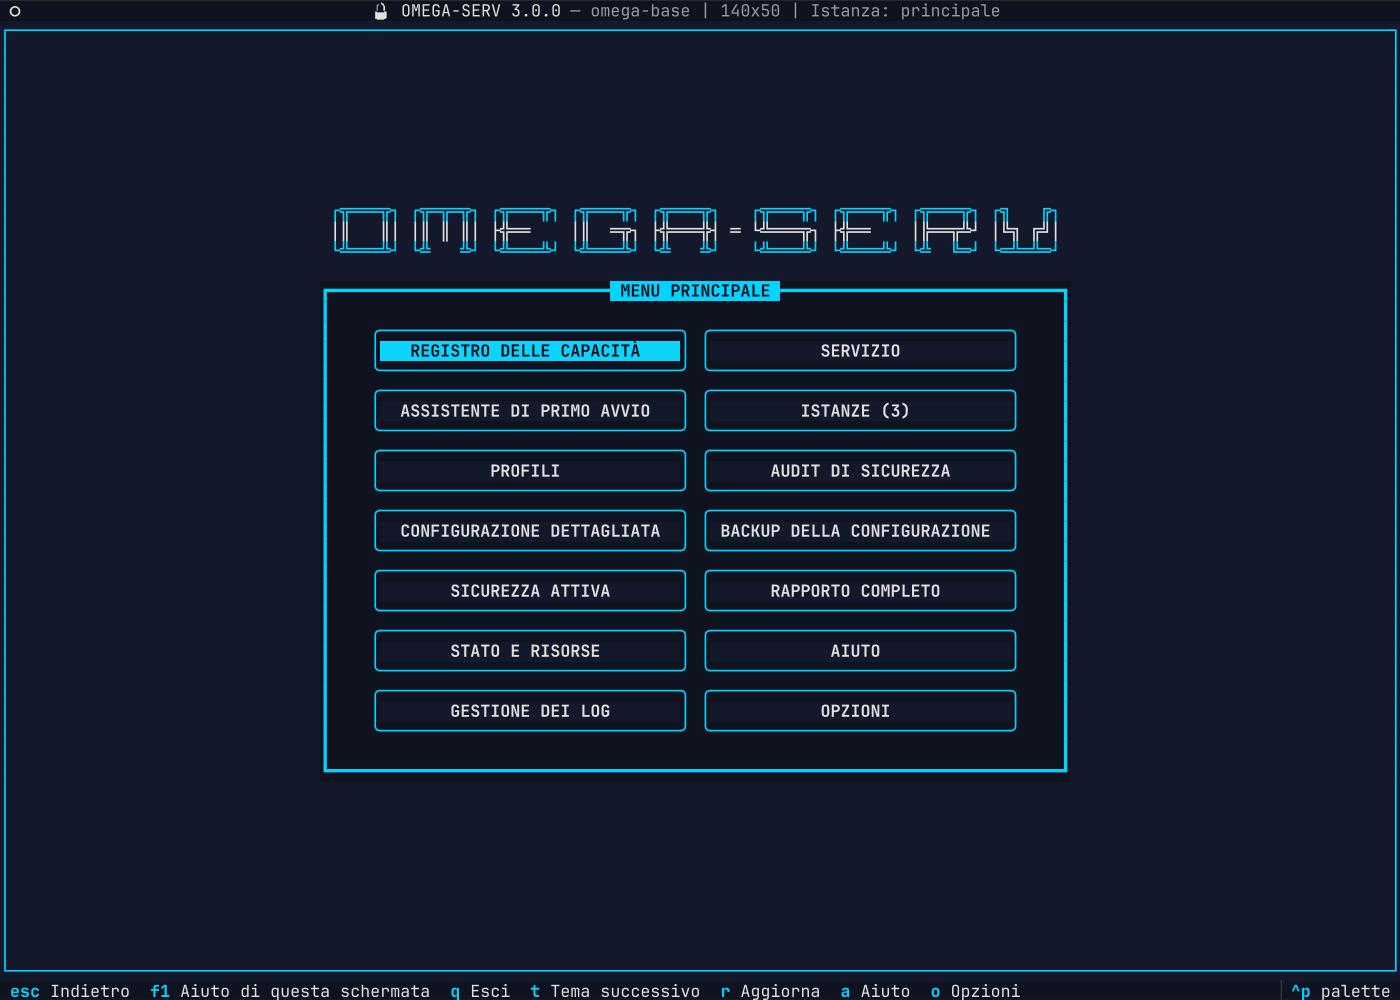 OMEGA-SERV 3.0.0 — omega-base | 140x50 | Istanza: principale
OMEGA-SERV
MENU PRINCIPALE
REGISTRO DELLE CAPACITÀ
SERVIZIO
ASSISTENTE DI PRIMO AVVIO
ISTANZE (3)
PROFILI
AUDIT DI SICUREZZA
CONFIGURAZIONE DETTAGLIATA
BACKUP DELLA CONFIGURAZIONE
SICUREZZA ATTIVA
RAPPORTO COMPLETO
STATO E RISORSE
AIUTO
GESTIONE DEI LOG
OPZIONI
esc Indietro f1 Aiuto di questa schermata q Esci t Tema successivo r Aggiorna a Aiuto o Opzioni ^p palette